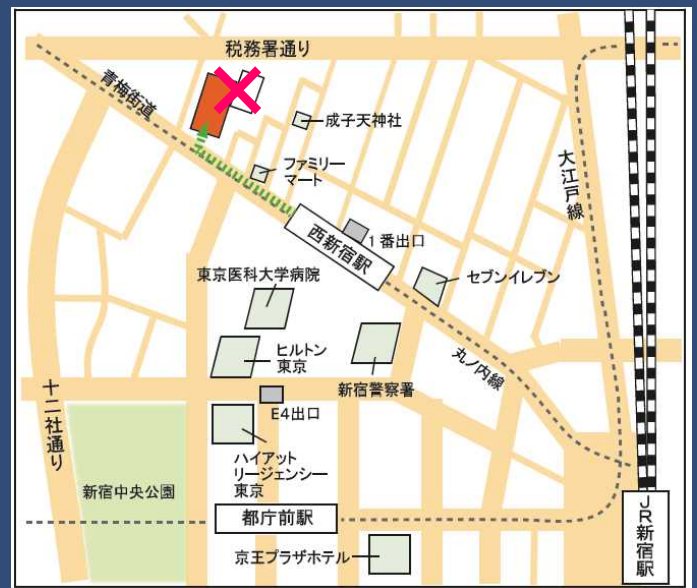 税務署通り
青梅街道
成子天神社
大江戸線
ファミリー
マート
西新宿駅
1番出口
東京医科大学病院
セブンイレブン
ヒルトン
東京
丸ノ内線
新宿警察署
十二社通り
E4出口
ハイアット
リージェンシー
東京
新宿中央公園
都庁前駅
JR新宿駅
京王プラザホテル